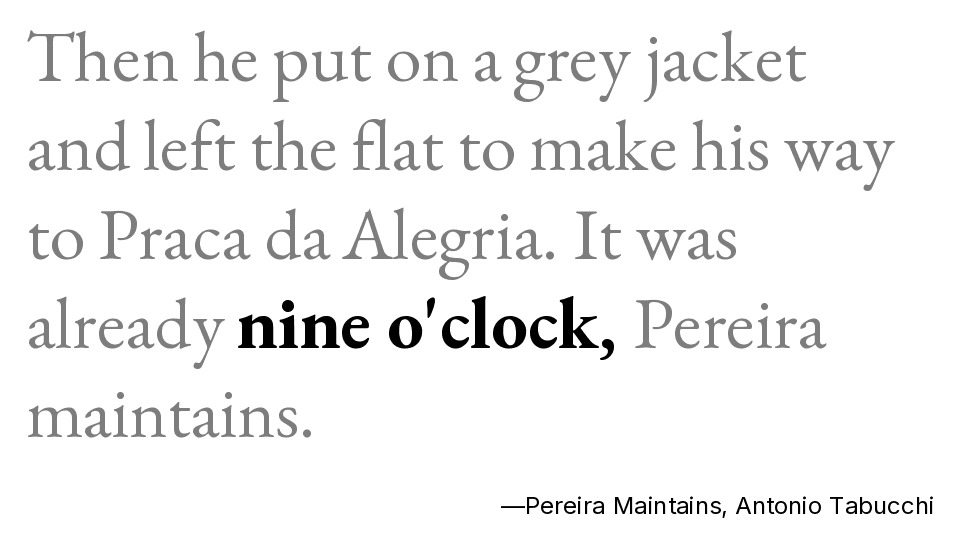 Then he put on a grey jacket
and left the flat to make his way
to Praca da Alegria. It was
already nine o'clock, Pereira
maintains.
—Pereira Maintains, Antonio Tabucchi